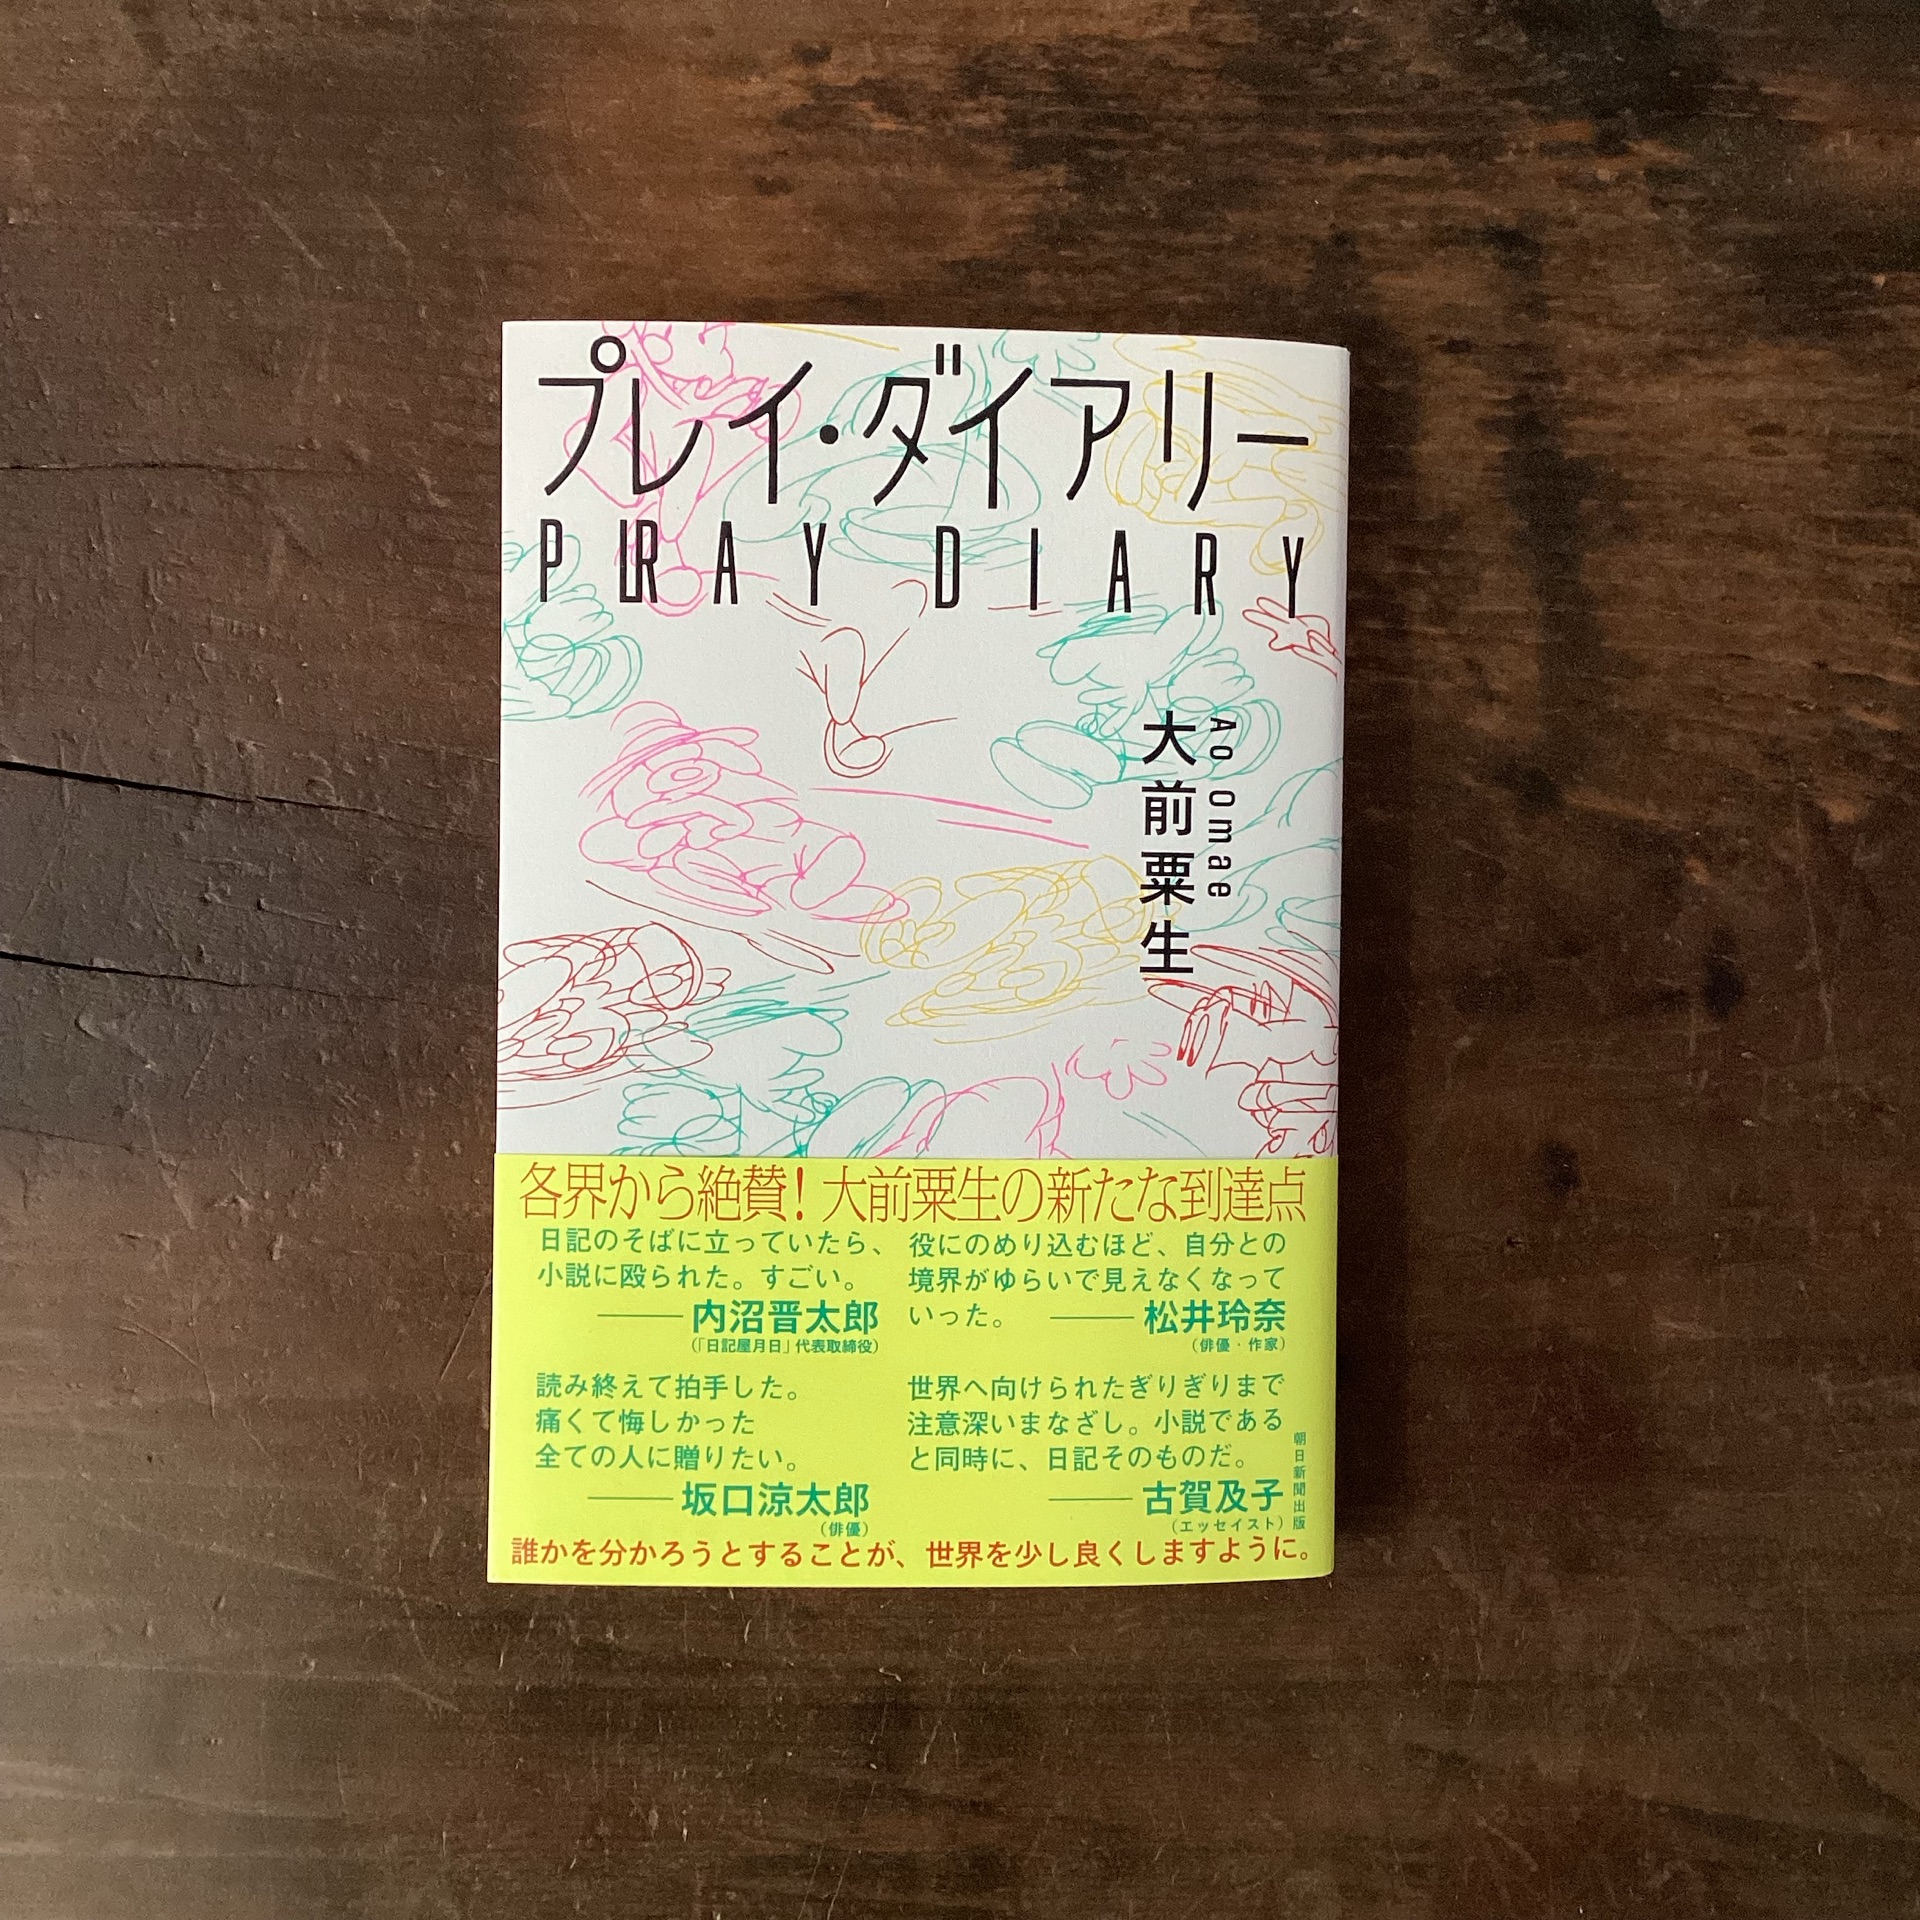 プレイ・ダイアリー
PLRAY DIARY
大前粟生
Ao omae
各界から絶賛！大前粟生の新たな到達点
日記のそばに立っていたら、
小説に殴られた。すごい。
――内沼晋太郎
（「日記屋月日」代表取締役）
役にのめり込むほど、自分との
境界がゆらいで見えなくなって
いった。――松井玲奈
（俳優・作家）
読み終えて拍手した。
痛くて悔しかった
全ての人に贈りたい。
――坂口涼太郎
（俳優）
世界へ向けられたぎりぎりまで
注意深いまなざし。小説である
と同時に、日記そのものだ。
――古賀及子
（エッセイスト）
朝日新聞出版
誰かを分かろうとすることが、世界を少し良くしますように。